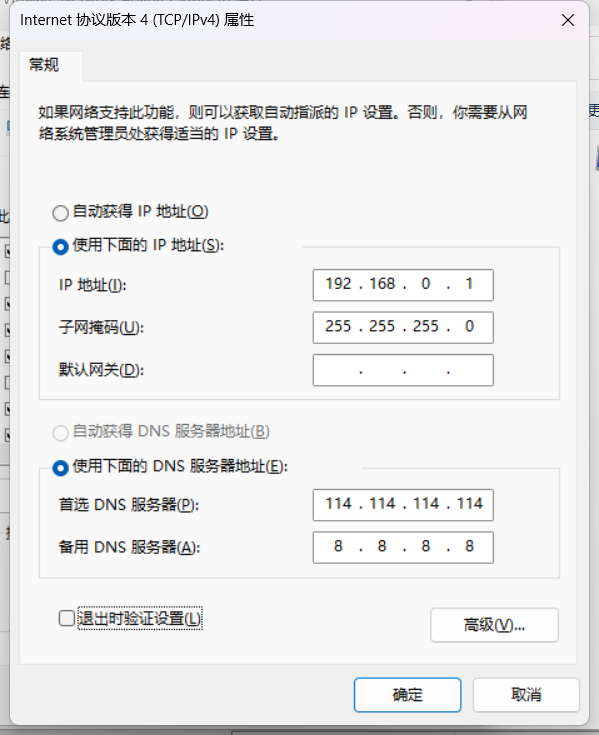 Internet 协议版本 4 (TCP/IPv4) 属性
常规
如果网络支持此功能，则可以获取自动指派的 IP 设置。否则，你需要从网
络系统管理员处获得适当的 IP 设置。
自动获得 IP 地址(O)
使用下面的 IP 地址(S):
IP 地址(I):
192 . 168 . 0 . 1
子网掩码(U):
255 . 255 . 255 . 0
默认网关(D):
. . .
自动获得 DNS 服务器地址(B)
使用下面的 DNS 服务器地址(E):
首选 DNS 服务器(P):
114 . 114 . 114 . 114
备用 DNS 服务器(A):
8 . 8 . 8 . 8
退出时验证设置(L)
高级(V)...
确定
取消